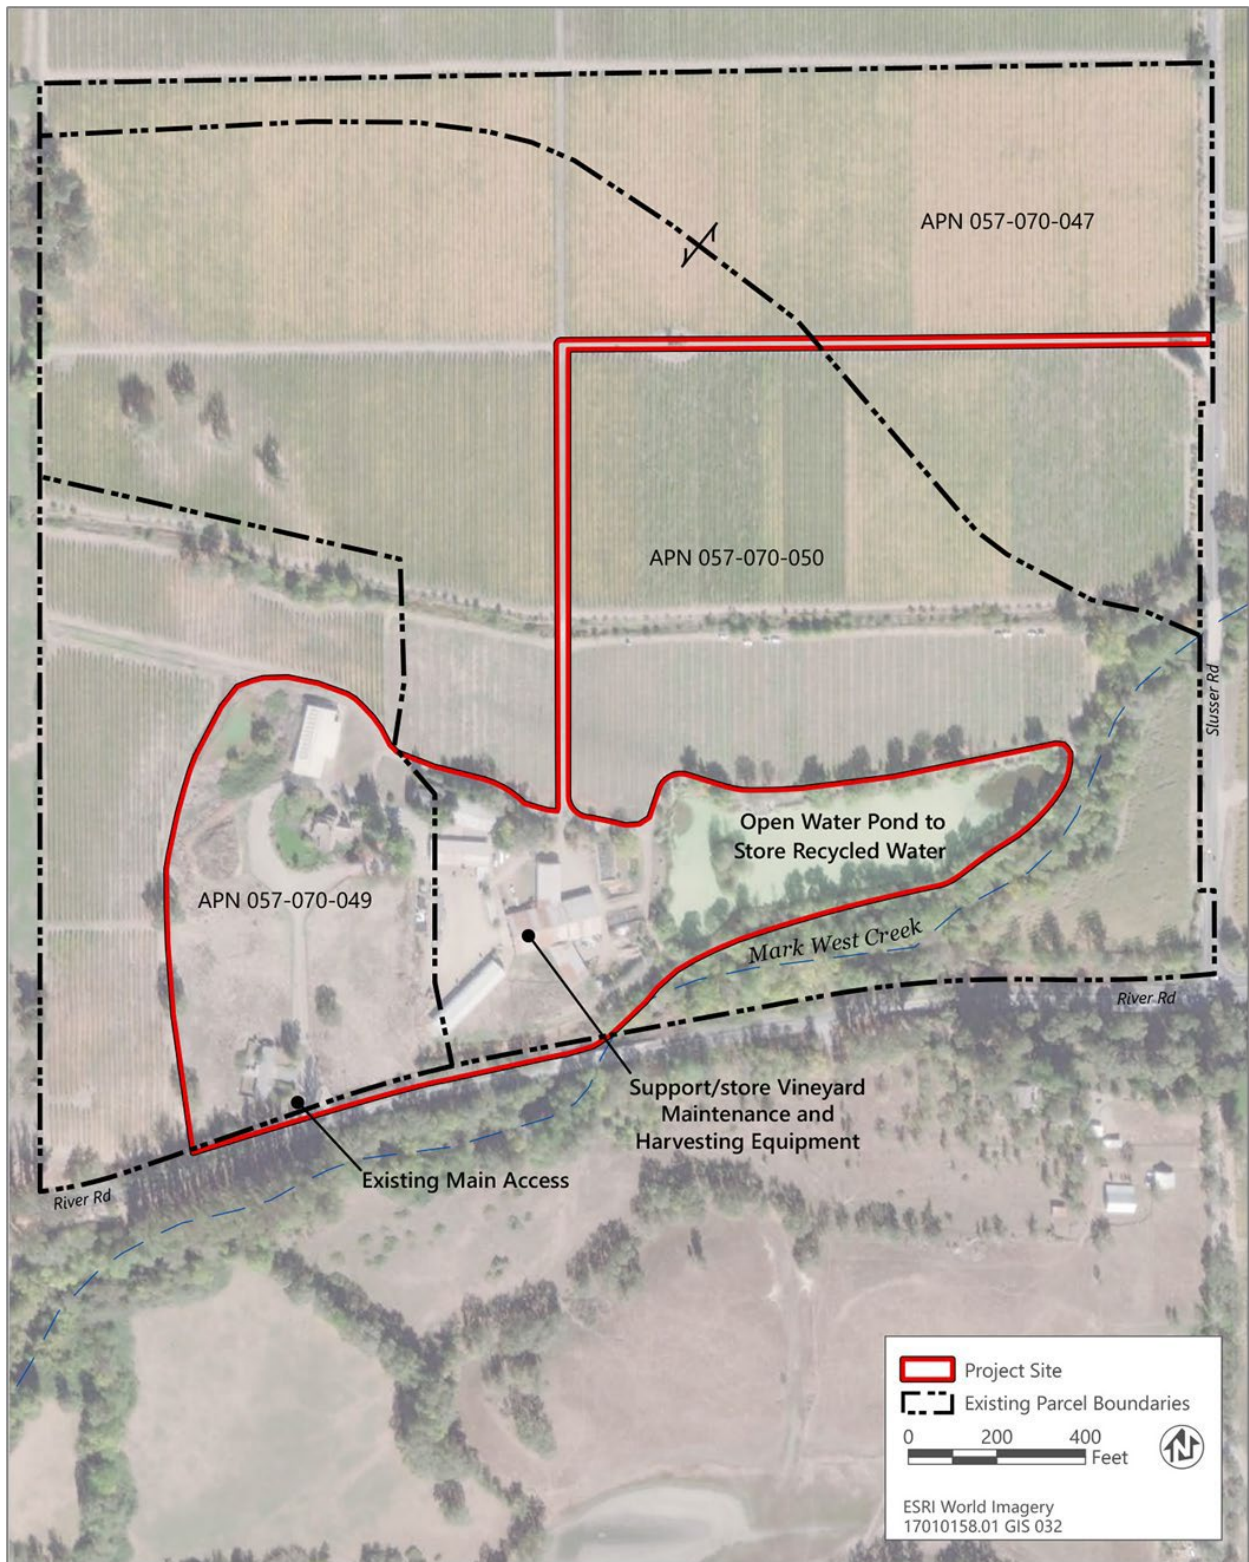 APN 057-070-047
APN 057-070-050
Slusser Rd
Open Water Pond to
Store Recycled Water
APN 057-070-049
Mark West Creek
River Rd
Support/store Vineyard
Maintenance and
Harvesting Equipment
Existing Main Access
River Rd
Project Site
Existing Parcel Boundaries
0 200 400
Feet
N
ESRI World Imagery
17010158.01 GIS 032